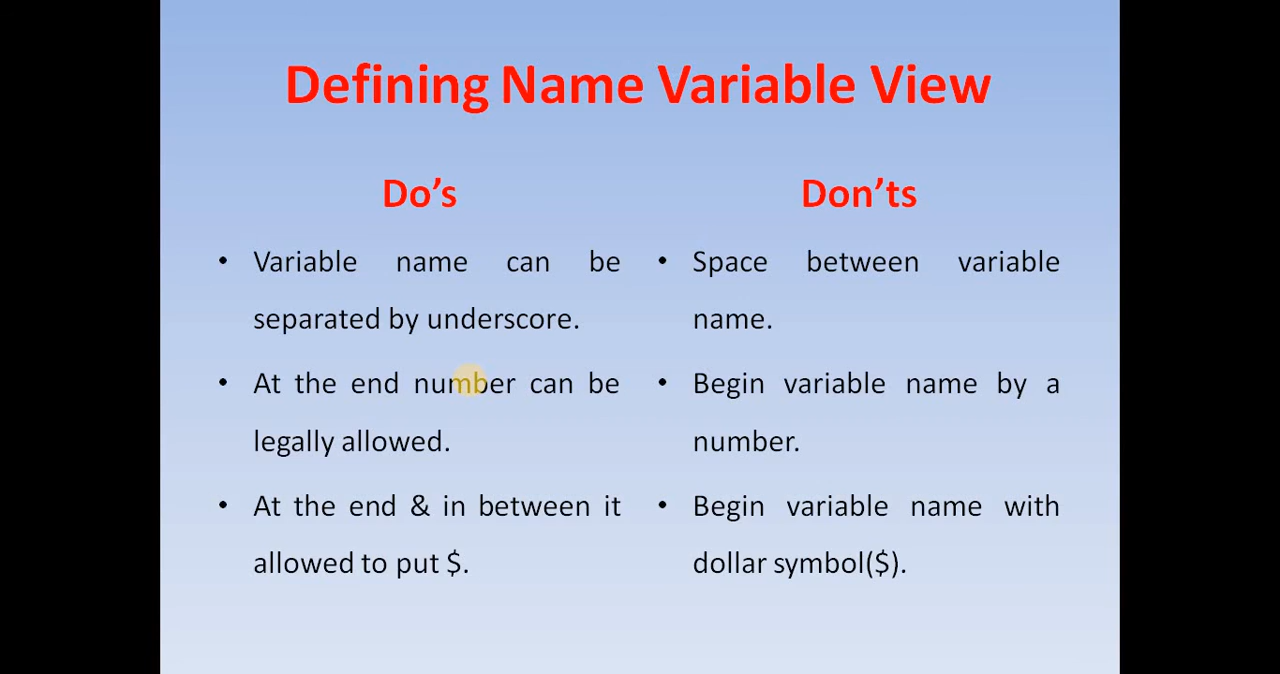 Defining Name Variable View
Do’s
• Variable name can be
separated by underscore.
• At the end number can be
legally allowed.
• At the end & in between it
allowed to put $.
Don’ts
• Space between variable
name.
• Begin variable name by a
number.
• Begin variable name with
dollar symbol($).